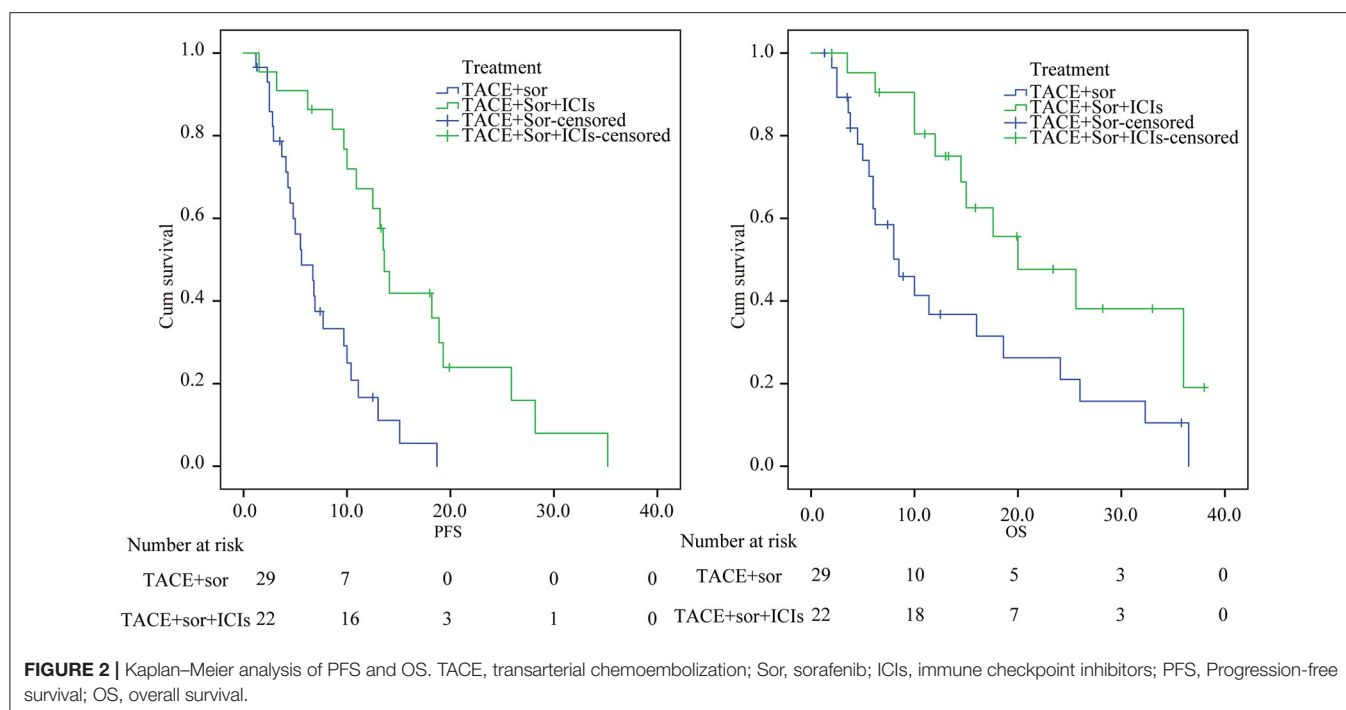 Treatment
TACE+sor
TACE+Sor+ICIs
TACE+Sor-censored
TACE+Sor+ICIs-censored
1.0
0.8
0.6
0.4
0.2
0.0
Cum survival
0.0 10.0 20.0 30.0 40.0
PFS
Number at risk
TACE+sor 29 7 0 0 0
TACE+sor+ICIs 22 16 3 1 0
Treatment
TACE+sor
TACE+Sor+ICIs
TACE+Sor-censored
TACE+Sor+ICIs-censored
1.0
0.8
0.6
0.4
0.2
0.0
Cum survival
0.0 10.0 20.0 30.0 40.0
OS
Number at risk
TACE+sor 29 10 5 3 0
TACE+sor+ICIs 22 18 7 3 0
FIGURE 2 | Kaplan–Meier analysis of PFS and OS. TACE, transarterial chemoembolization; Sor, sorafenib; ICIs, immune checkpoint inhibitors; PFS, Progression-free
survival; OS, overall survival.